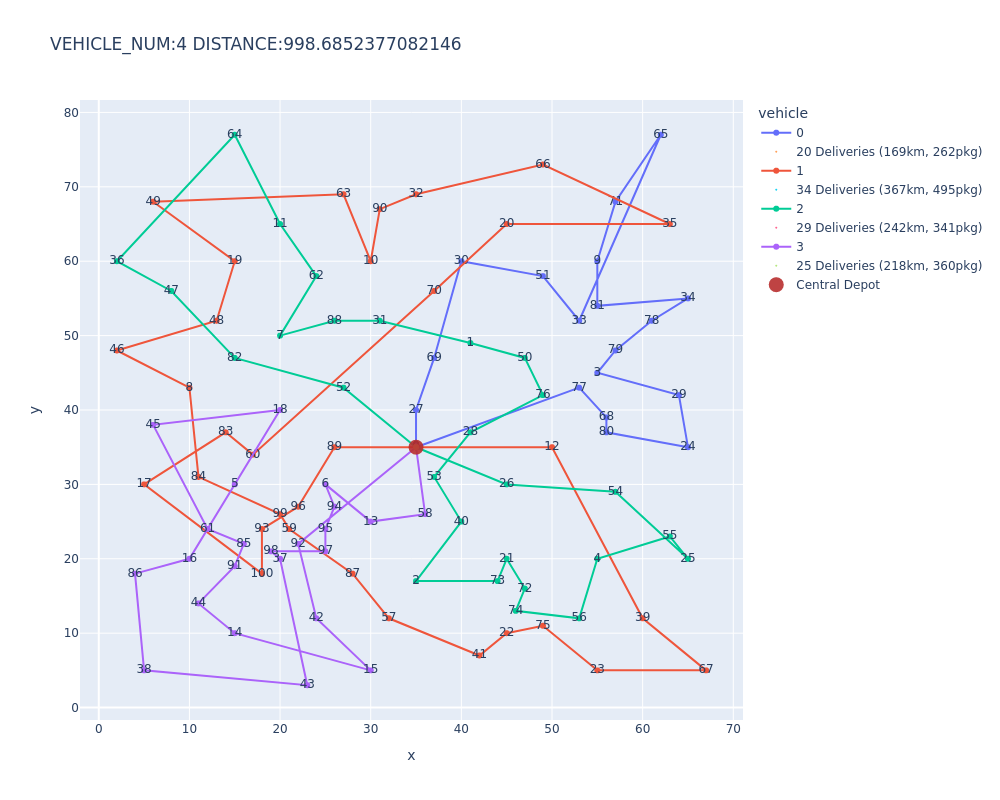 VEHICLE_NUM:4 DISTANCE:998.6852377082146
vehicle
0
20 Deliveries (169km, 262pkg)
1
34 Deliveries (367km, 495pkg)
2
29 Deliveries (242km, 341pkg)
3
25 Deliveries (218km, 360pkg)
Central Depot
80
64 65
66
70 63 32
49 90 71
11 20 35
60 36 19 10 30 9
62 51
47 70 34
81
48 88 31 33 78
50 7
1
46 79
82 69 50
3
8 52 77
76 29
40 18 27
68
45
83 28 80
89 12 24
60
84 53
30 17 5 6 26
54
96 94
99 58
13 40
61 93 59 95
55
85 92
98 97
20 16 37 21 4 25
91
86 100 87
2 73
72
44
74
42 57 56 39
75
10 14 22
41
38 15 23 67
43
0
0 10 20 30 40 50 60 70
x
y